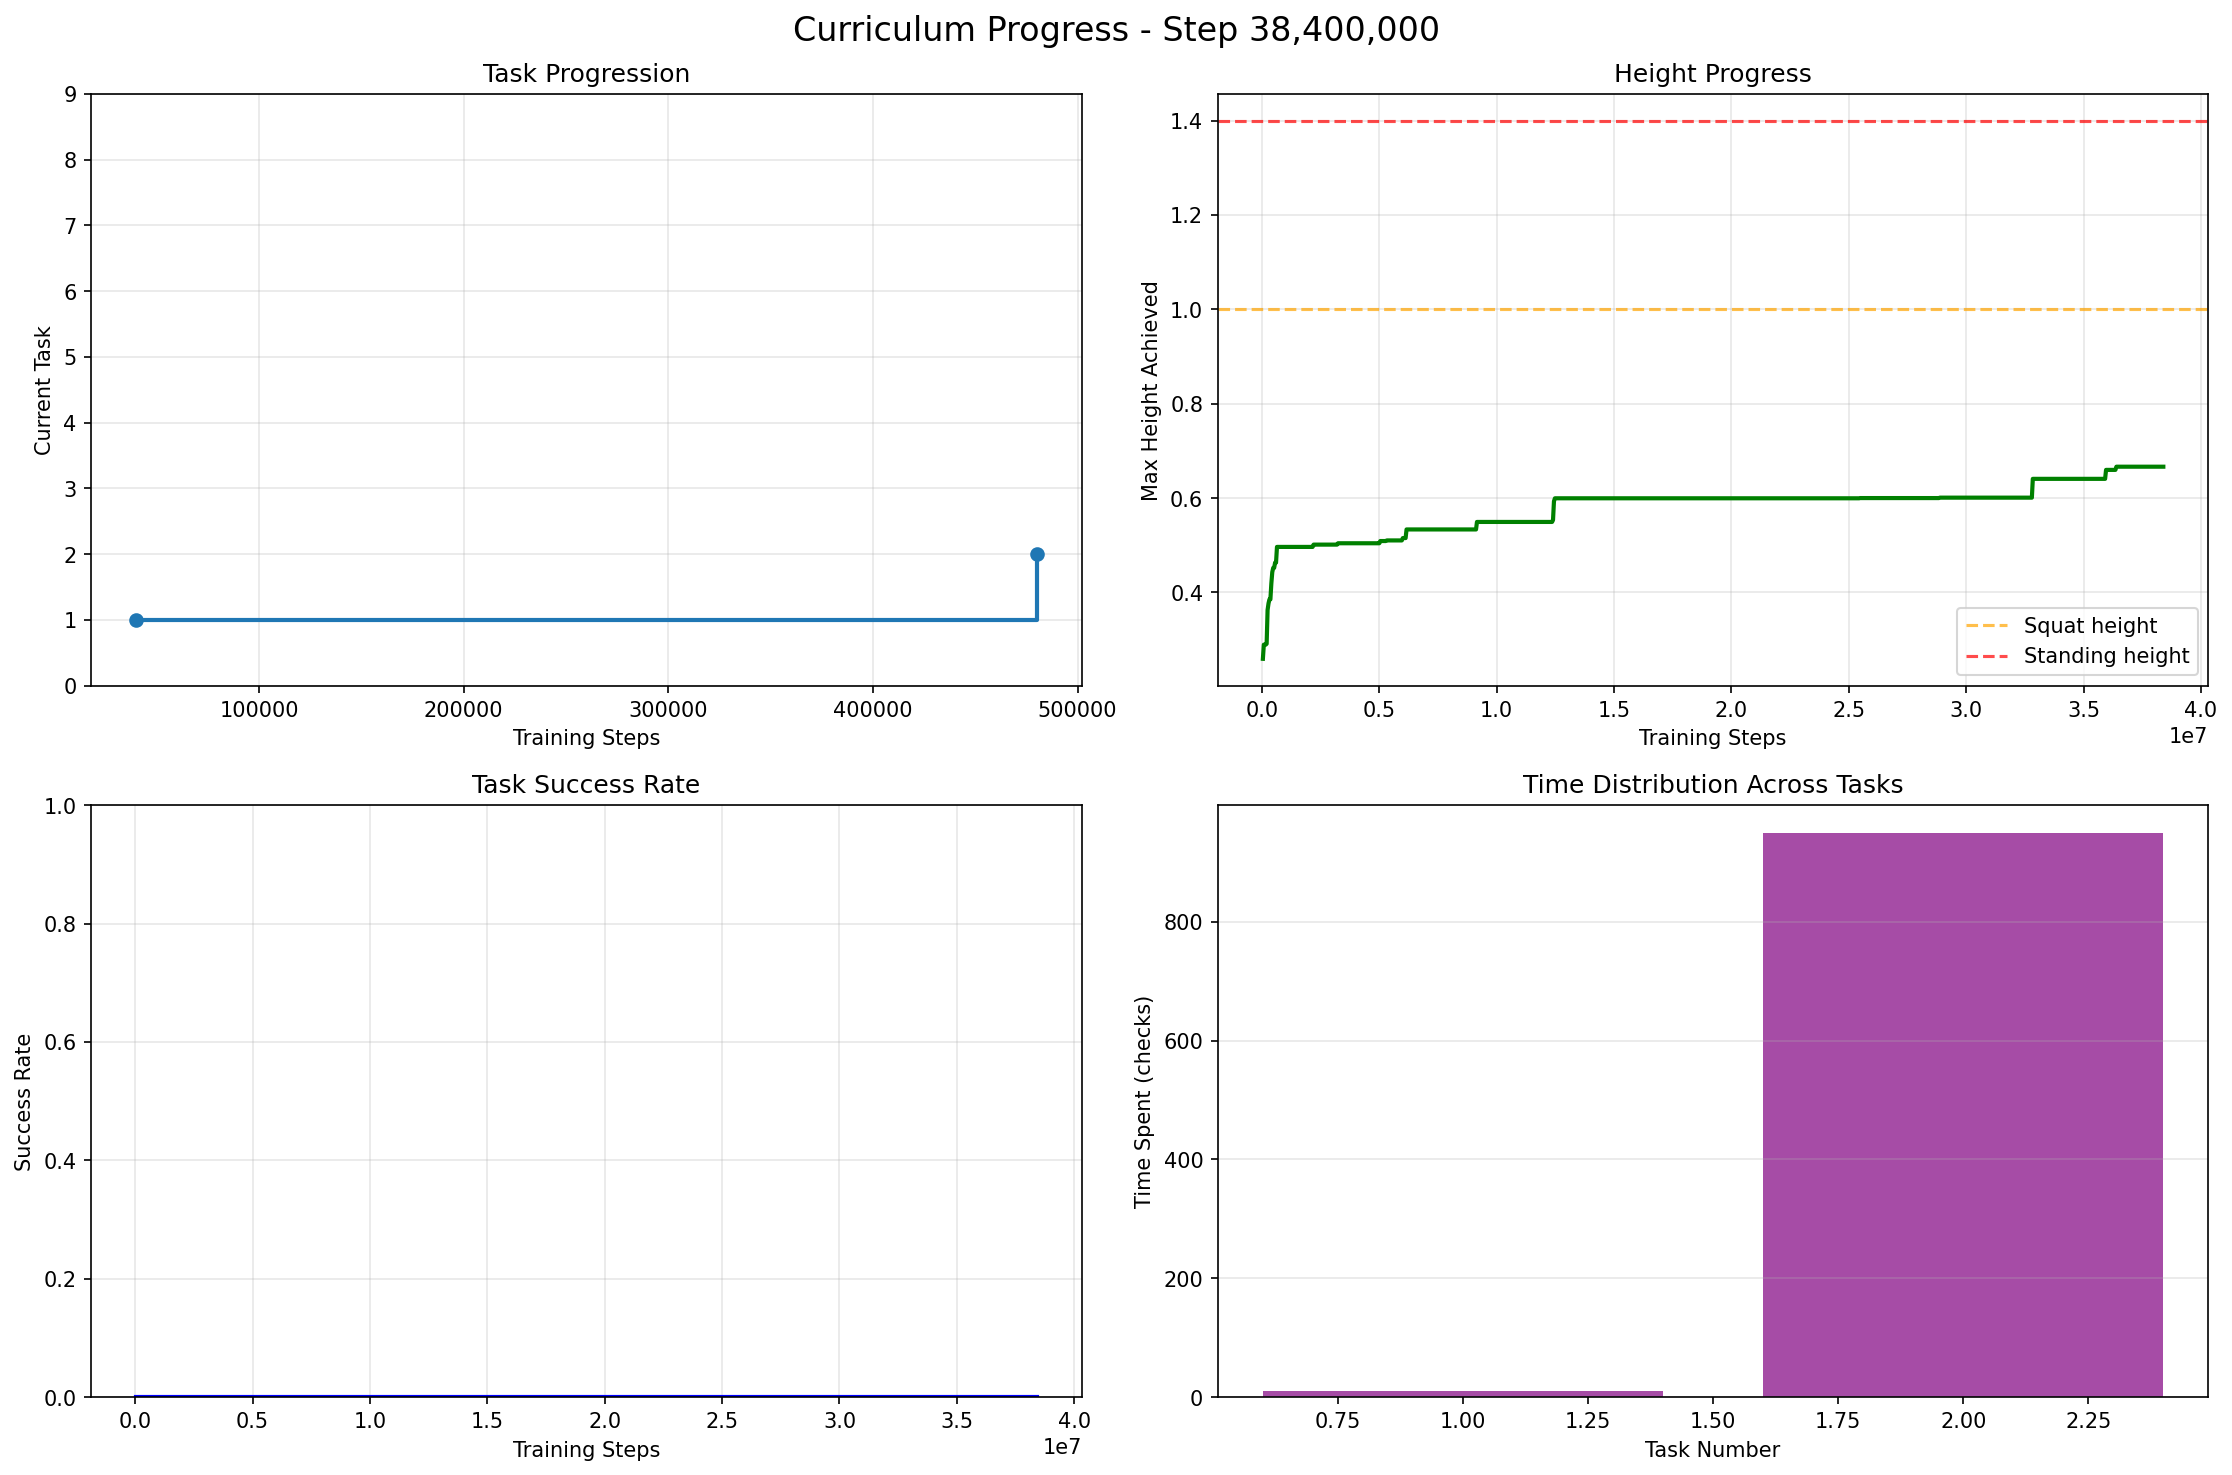 Curriculum Progress - Step 38,400,000
Task Progression
9
8
7
6
5
4
3
2
1
0
Current Task
100000 200000 300000 400000 500000
Training Steps
Height Progress
1.4
1.2
1.0
0.8
0.6
0.4
Max Height Achieved
Squat height
Standing height
0.0 0.5 1.0 1.5 2.0 2.5 3.0 3.5 4.0
1e7
Training Steps
Task Success Rate
1.0
0.8
0.6
0.4
0.2
0.0
Success Rate
0.0 0.5 1.0 1.5 2.0 2.5 3.0 3.5 4.0
1e7
Training Steps
Time Distribution Across Tasks
800
600
400
200
0
Time Spent (checks)
0.75 1.00 1.25 1.50 1.75 2.00 2.25
Task Number